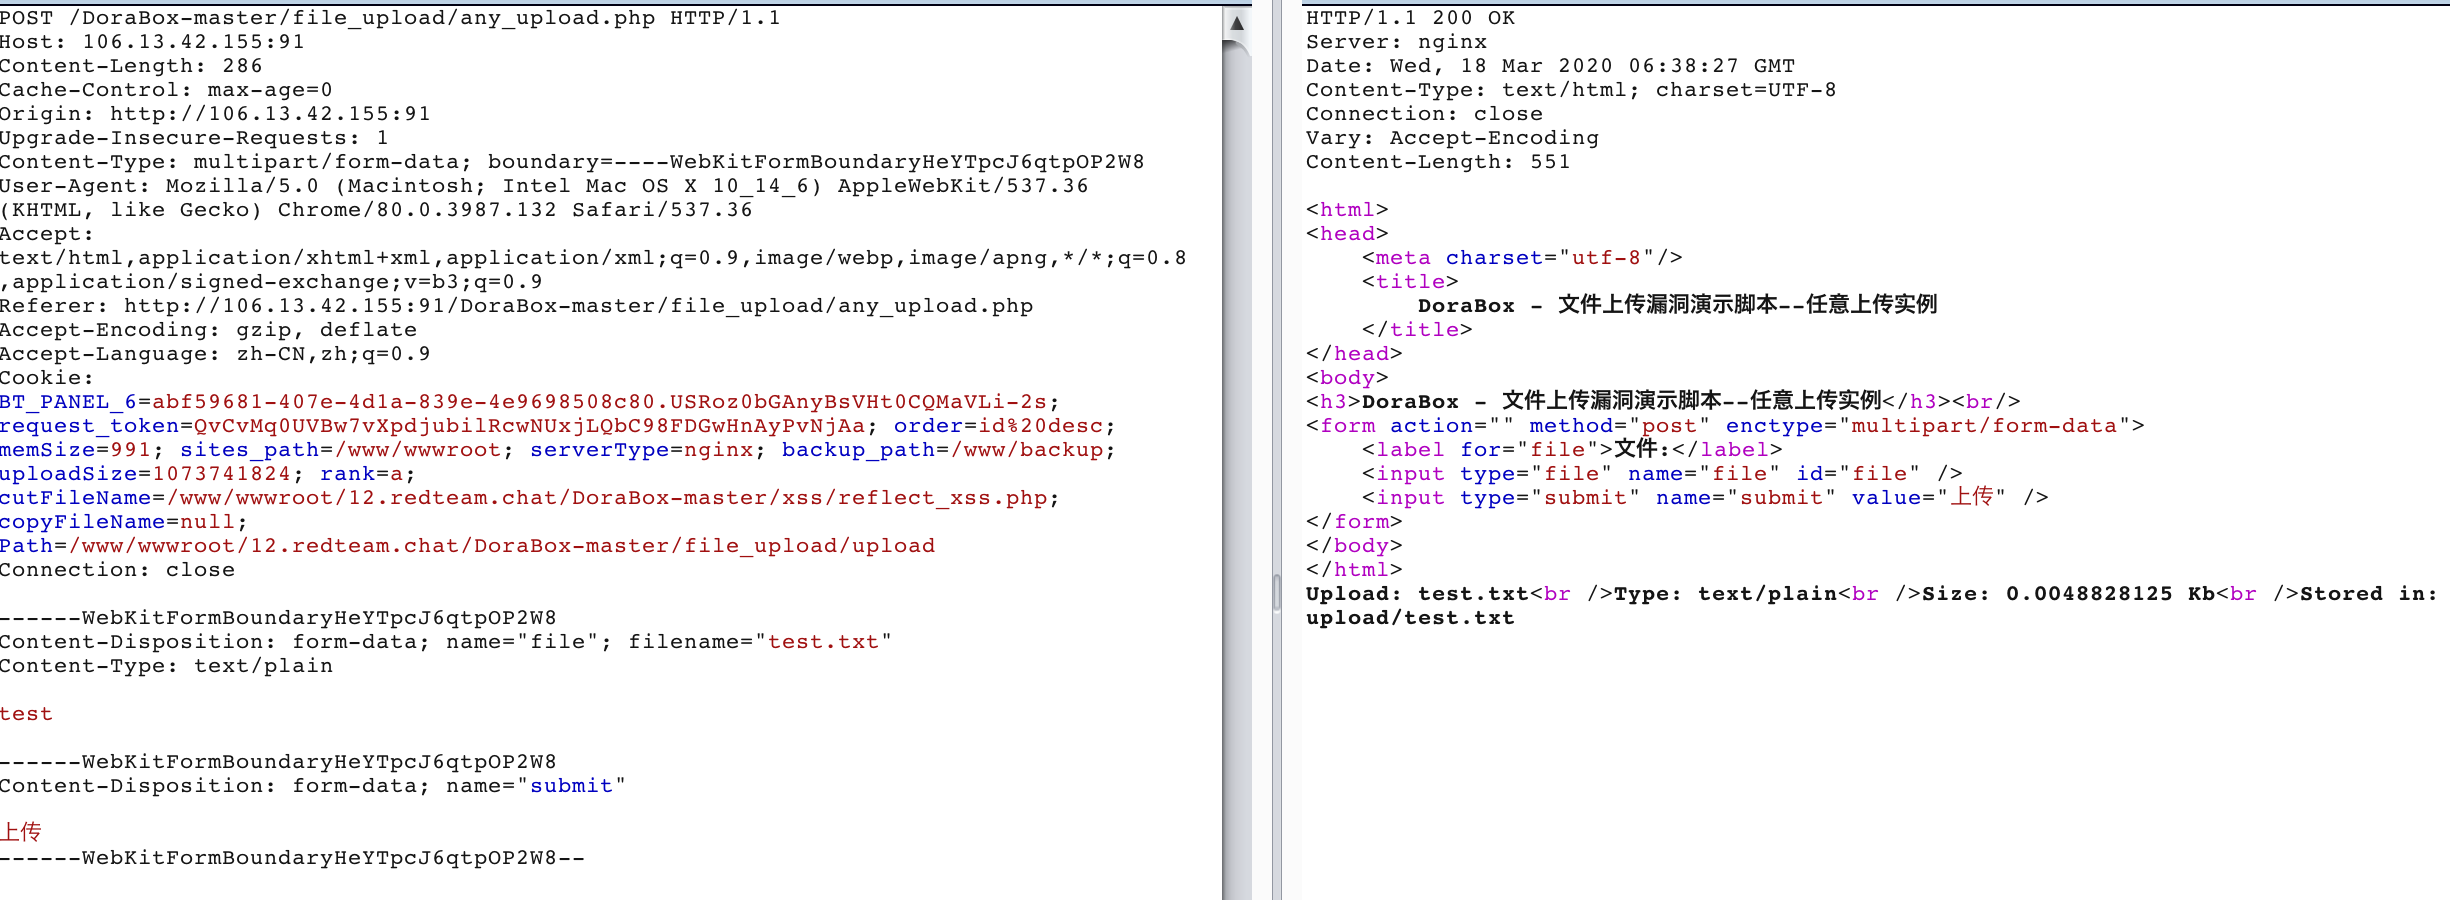 POST /DoraBox-master/file_upload/any_upload.php HTTP/1.1
Host: 106.13.42.155:91
Content-Length: 286
Cache-Control: max-age=0
Origin: http://106.13.42.155:91
Upgrade-Insecure-Requests: 1
Content-Type: multipart/form-data; boundary=----WebKitFormBoundaryHeYTpcJ6qtpOP2W8
User-Agent: Mozilla/5.0 (Macintosh; Intel Mac OS X 10_14_6) AppleWebKit/537.36
(KHTML, like Gecko) Chrome/80.0.3987.132 Safari/537.36
Accept:
text/html,application/xhtml+xml,application/xml;q=0.9,image/webp,image/apng,*/*;q=0.8
,application/signed-exchange;v=b3;q=0.9
Referer: http://106.13.42.155:91/DoraBox-master/file_upload/any_upload.php
Accept-Encoding: gzip, deflate
Accept-Language: zh-CN,zh;q=0.9
Cookie:
BT_PANEL_6=abf59681-407e-4d1a-839e-4e9698508c80.USRoz0bGAnyBsVHt0CQMaVLi-2s;
request_token=QvCvMq0UVBw7vXpdjubilRcwNUxjLQbC98FDGwHnAyPvNjAa; order=id%20desc;
memSize=991; sites_path=/www/wwwroot; serverType=nginx; backup_path=/www/backup;
uploadSize=1073741824; rank=a;
cutFileName=/www/wwwroot/12.redteam.chat/DoraBox-master/xss/reflect_xss.php;
copyFileName=null;
Path=/www/wwwroot/12.redteam.chat/DoraBox-master/file_upload/upload
Connection: close
------WebKitFormBoundaryHeYTpcJ6qtpOP2W8
Content-Disposition: form-data; name="file"; filename="test.txt"
Content-Type: text/plain
test
------WebKitFormBoundaryHeYTpcJ6qtpOP2W8
Content-Disposition: form-data; name="submit"
上传
------WebKitFormBoundaryHeYTpcJ6qtpOP2W8--
HTTP/1.1 200 OK
Server: nginx
Date: Wed, 18 Mar 2020 06:38:27 GMT
Content-Type: text/html; charset=UTF-8
Connection: close
Vary: Accept-Encoding
Content-Length: 551
<html>
<head>
<meta charset="utf-8"/>
<title>
DoraBox - 文件上传漏洞演示脚本--任意上传实例
</title>
</head>
<body>
<h3>DoraBox - 文件上传漏洞演示脚本--任意上传实例</h3><br/>
<form action="" method="post" enctype="multipart/form-data">
<label for="file">文件:</label>
<input type="file" name="file" id="file" />
<input type="submit" name="submit" value="上传" />
</form>
</body>
</html>
Upload: test.txt<br />Type: text/plain<br />Size: 0.0048828125 Kb<br />Stored in:
upload/test.txt